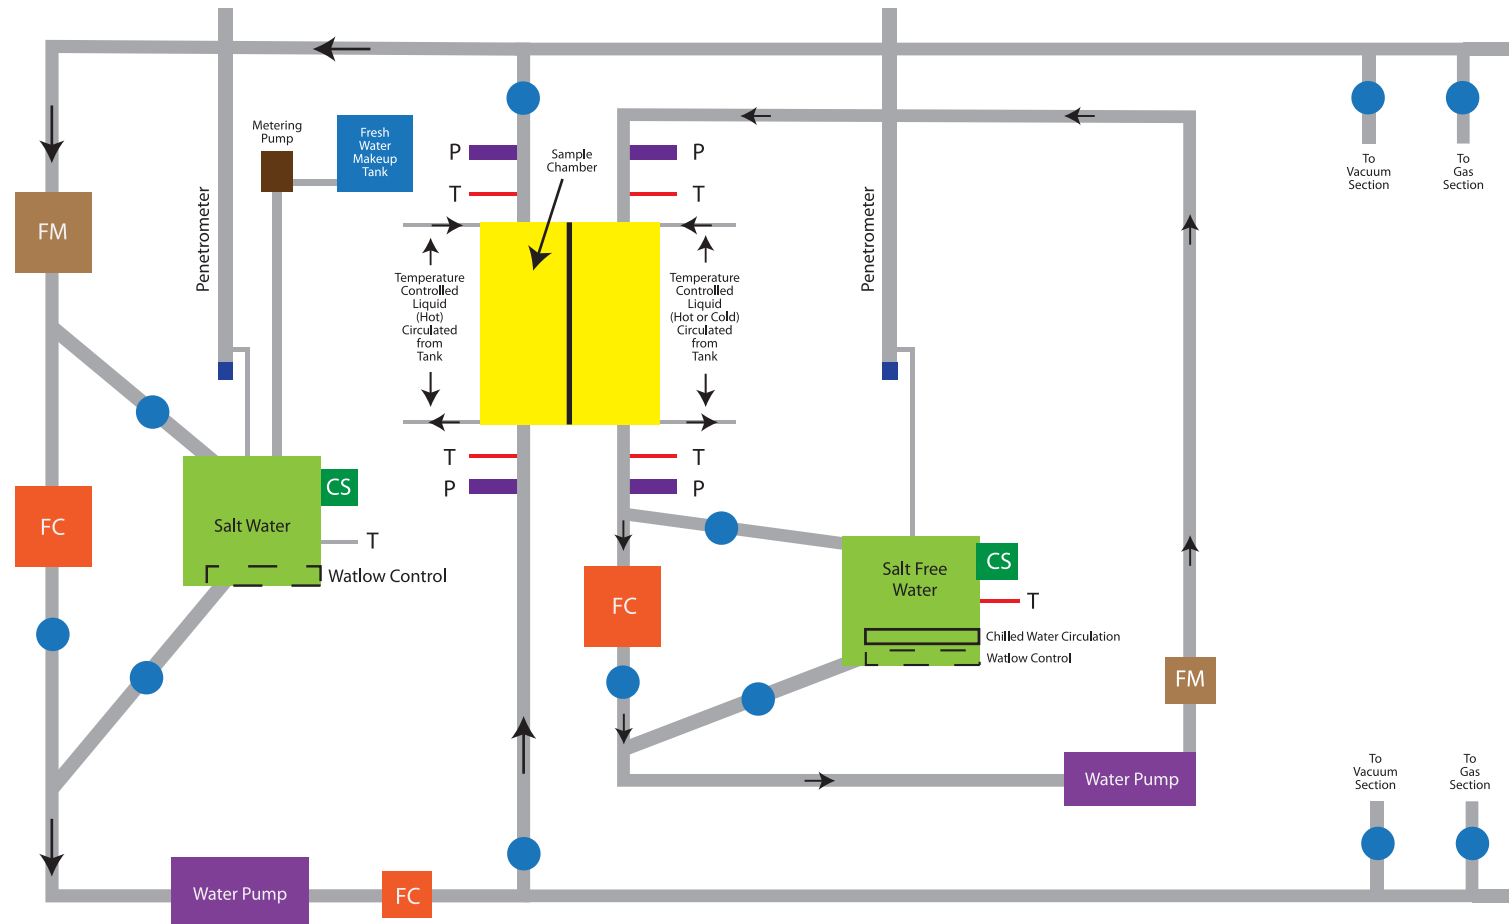 Metering
Pump
Fresh
Water
Makeup
Tank
P
T
Sample
Chamber
P
T
To
Vacuum
Section
To
Gas
Section
FM
Penetrometer
Penetrometer
Temperature
Controlled
Liquid
(Hot)
Circulated
from
Tank
Temperature
Controlled
Liquid
(Hot or Cold)
Circulated
from
Tank
T
P
T
P
FC
Salt Water
CS
T
Watlow Control
FC
Salt Free
Water
CS
T
Chilled Water Circulation
Watlow Control
FM
Water Pump
To
Vacuum
Section
To
Gas
Section
Water Pump
FC